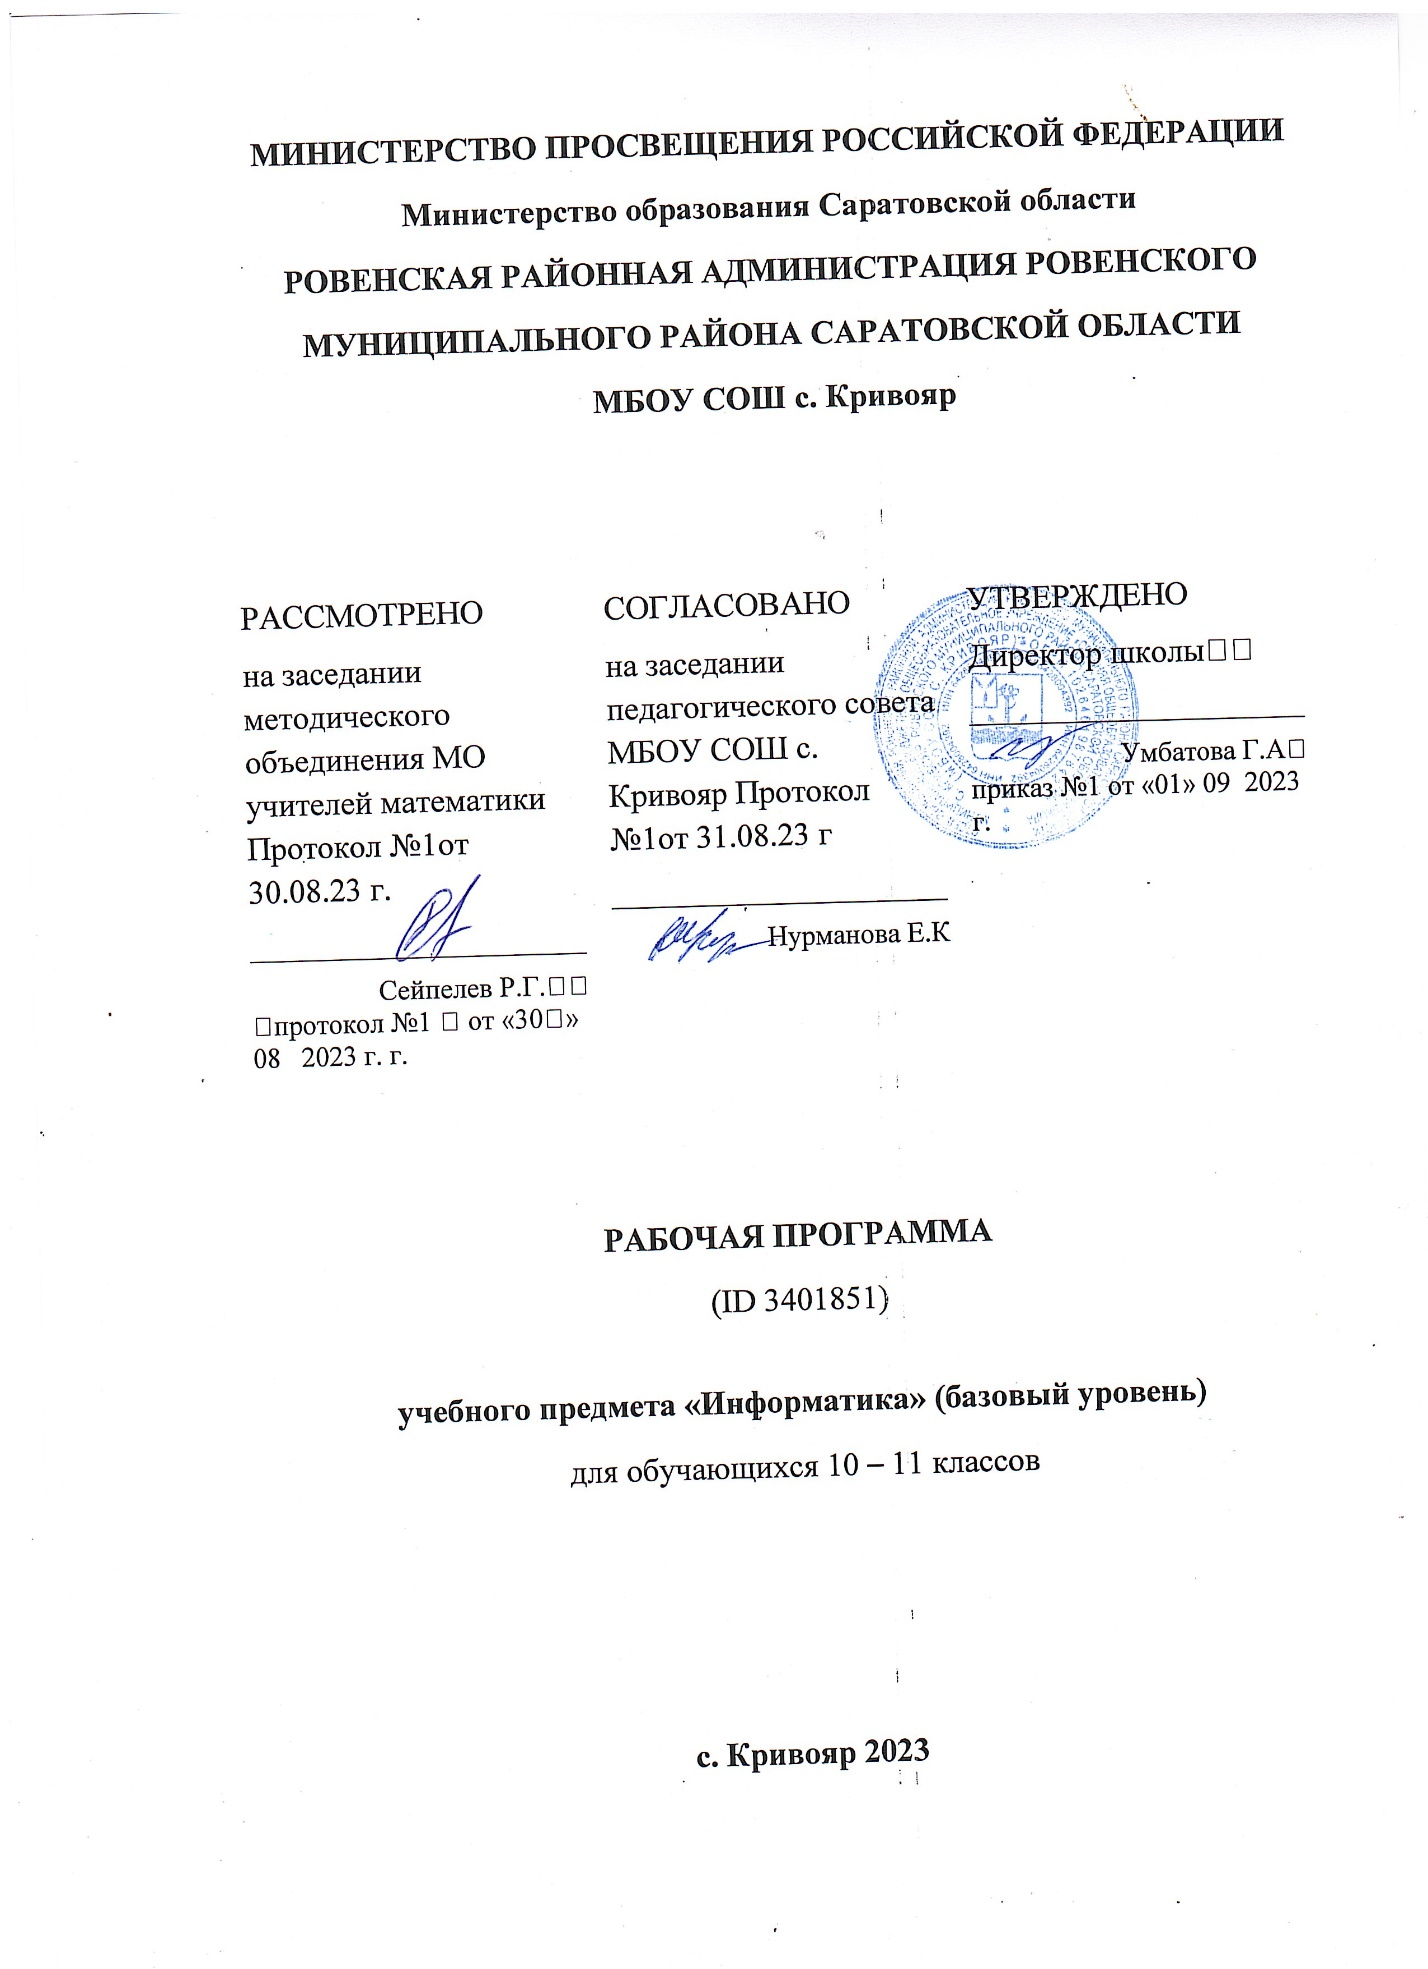 МИНИСТЕРСТВО ПРОСВЕЩЕНИЯ РОССИЙСКОЙ ФЕДЕРАЦИИ
Министерство образования Саратовской области
РОВЕНСКАЯ РАЙОННАЯ АДМИНИСТРАЦИЯ РОВЕНСКОГО
МУНИЦИПАЛЬНОГО РАЙОНА САРАТОВСКОЙ ОБЛАСТИ
МБОУ СОШ с. Кривояр
РАССМОТРЕНО
на заседании
методического
объединения МО
учителей математики
Протокол №1от
30.08.23 г.
Сейпелев Р.Г.
протокол №1 от «30»
08 2023 г. г.
СОГЛАСОВАНО
на заседании
педагогического совета
МБОУ СОШ с.
Кривояр Протокол
№1от 31.08.23 г
Нурманова Е.К
УТВЕРЖДЕНО
Директор школы
Умбатова Г.А
приказ №1 от «01» 09 2023
г.
РАБОЧАЯ ПРОГРАММА
(ID 3401851)
учебного предмета «Информатика» (базовый уровень)
для обучающихся 10 – 11 классов
с. Кривояр 2023